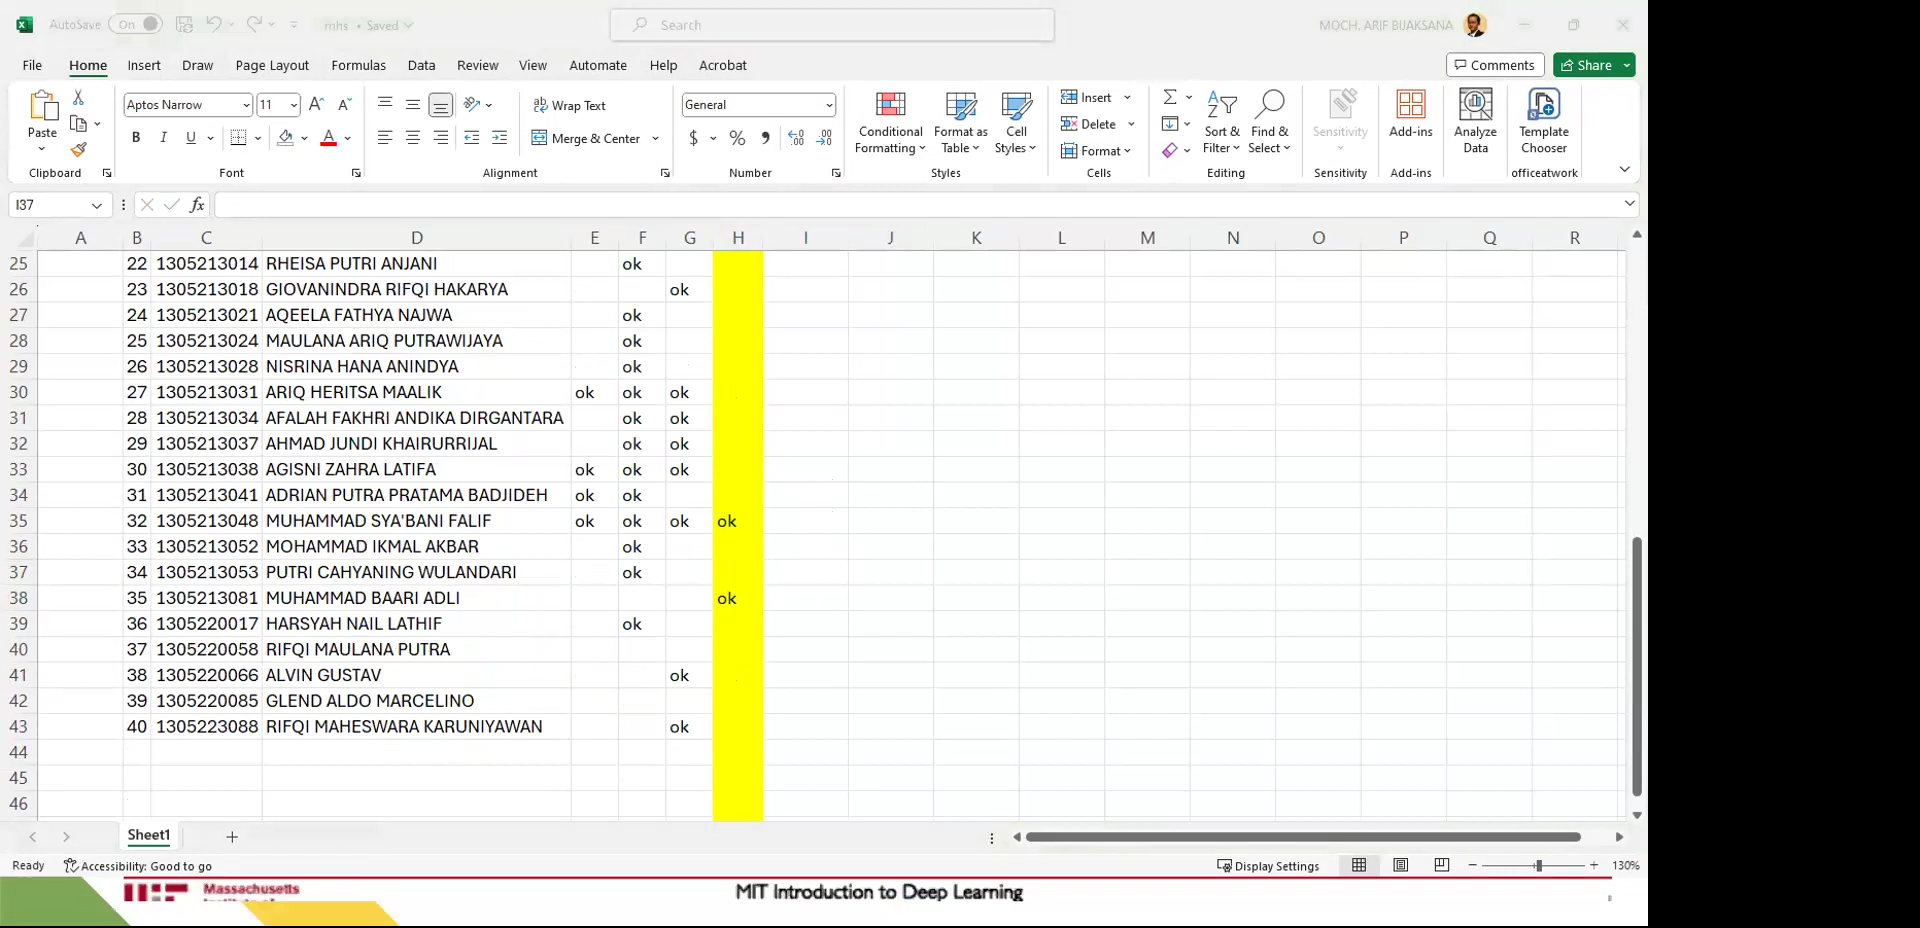 AutoSave On mhs • Saved Search MOCH. ARIF BIJAKSANA
File Home Insert Draw Page Layout Formulas Data Review View Automate Help Acrobat Comments Share
Aptos Narrow 11 Wrap Text General Insert
Paste B I U Merge & Center $ % , Conditional Formatting Format as Table Cell Styles Delete Format Sort & Filter Find & Select Sensitivity Add-ins Analyze Data Template Chooser
Clipboard Font Alignment Number Styles Cells Editing Sensitivity Add-ins officeatwork
I37 fx
A B C D E F G H I J K L M N O P Q R
25 22 1305213014 RHEISA PUTRI ANJANI ok
26 23 1305213018 GIOVANINDRA RIFQI HAKARYA ok
27 24 1305213021 AQEELA FATHYA NAJWA ok
28 25 1305213024 MAULANA ARIQ PUTRAWIJAYA ok
29 26 1305213028 NISRINA HANA ANINDYA ok
30 27 1305213031 ARIQ HERITSA MAALIK ok ok ok
31 28 1305213034 AFALAH FAKHRI ANDIKA DIRGANTARA ok ok
32 29 1305213037 AHMAD JUNDI KHAIRURRIJAL ok ok
33 30 1305213038 AGISNI ZAHRA LATIFA ok ok ok
34 31 1305213041 ADRIAN PUTRA PRATAMA BADJIDEH ok ok
35 32 1305213048 MUHAMMAD SYA'BANI FALIF ok ok ok ok
36 33 1305213052 MOHAMMAD IKMAL AKBAR ok
37 34 1305213053 PUTRI CAHYANING WULANDARI ok
38 35 1305213081 MUHAMMAD BAARI ADLI ok
39 36 1305220017 HARSYAH NAIL LATHIF ok
40 37 1305220058 RIFQI MAULANA PUTRA
41 38 1305220066 ALVIN GUSTAV ok
42 39 1305220085 GLEND ALDO MARCELINO
43 40 1305223088 RIFQI MAHESWARA KARUNIYAWAN ok
44
45
46
Sheet1
Ready Accessibility: Good to go Display Settings 130%
Massachusetts MIT Introduction to Deep Learning